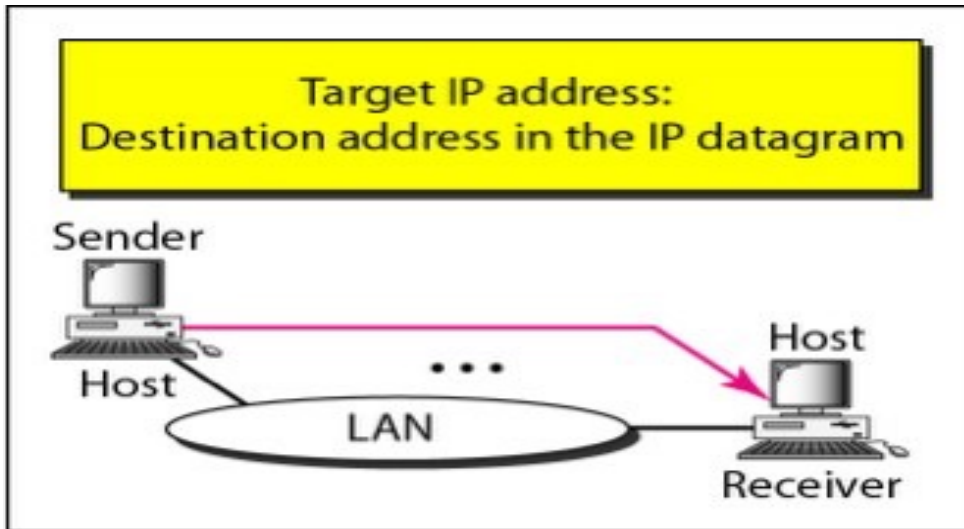 Target IP address:
Destination address in the IP datagram
Sender
Host
Host
LAN
Receiver